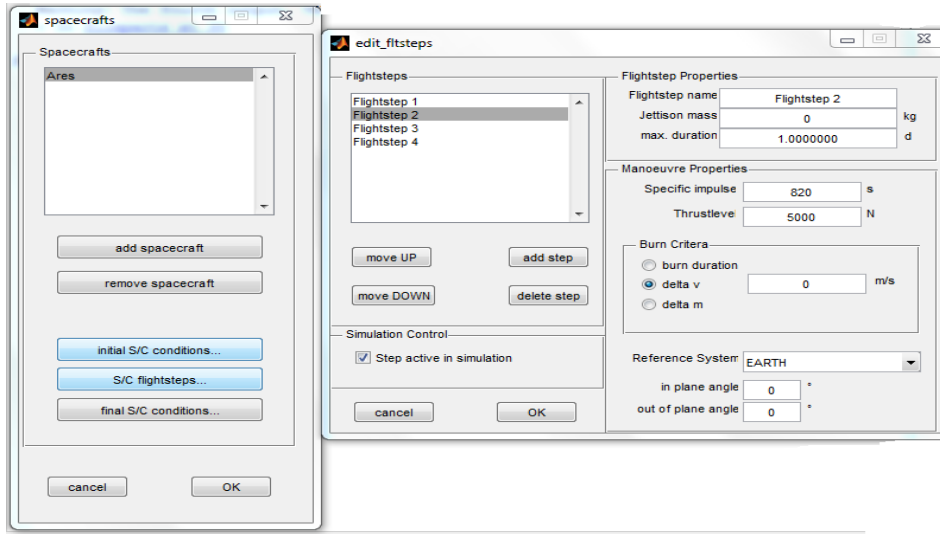 spacecrafts
Spacecrafts
Ares
add spacecraft
remove spacecraft
initial S/C conditions...
S/C flightsteps...
final S/C conditions...
cancel OK
edit_fltsteps
Flightsteps
Flightstep 1
Flightstep 2
Flightstep 3
Flightstep 4
move UP add step
move DOWN delete step
Simulation Control
Step active in simulation
cancel OK
Flightstep Properties
Flightstep name Flightstep 2
Jettison mass 0 kg
max. duration 1.0000000 d
Manoeuvre Properties
Specific impulse 820 s
Thrustlevel 5000 N
Burn Critera
burn duration
delta v 0 m/s
delta m
Reference System EARTH
in plane angle 0 °
out of plane angle 0 °